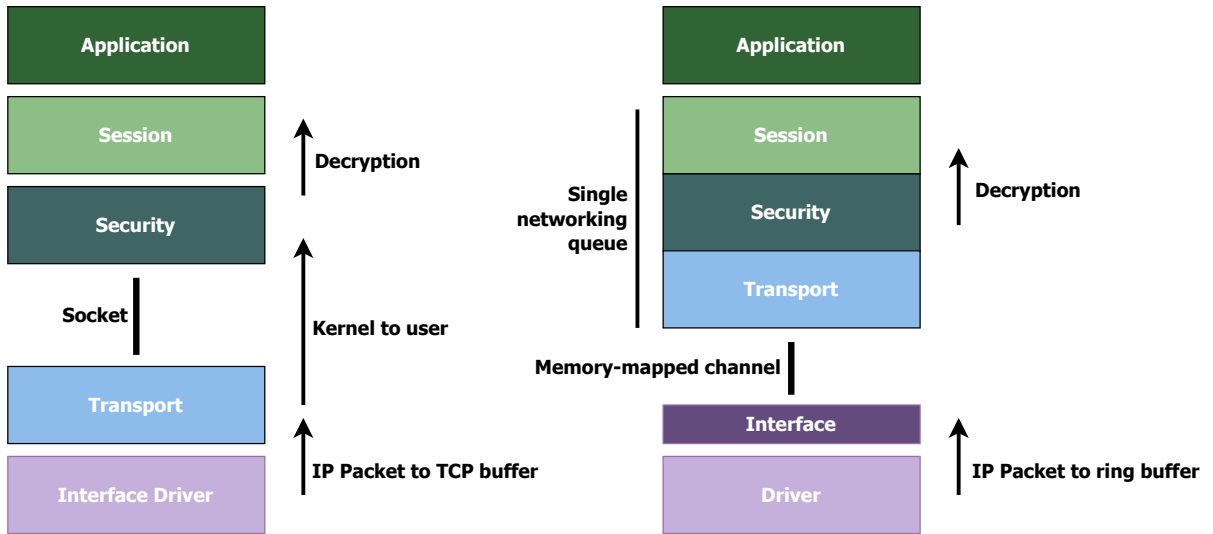 Application
Session
Decryption
Security
Socket
Kernel to user
Transport
IP Packet to TCP buffer
Interface Driver
Application
Session
Single
networking
queue
Decryption
Security
Transport
Memory-mapped channel
Interface
IP Packet to ring buffer
Driver